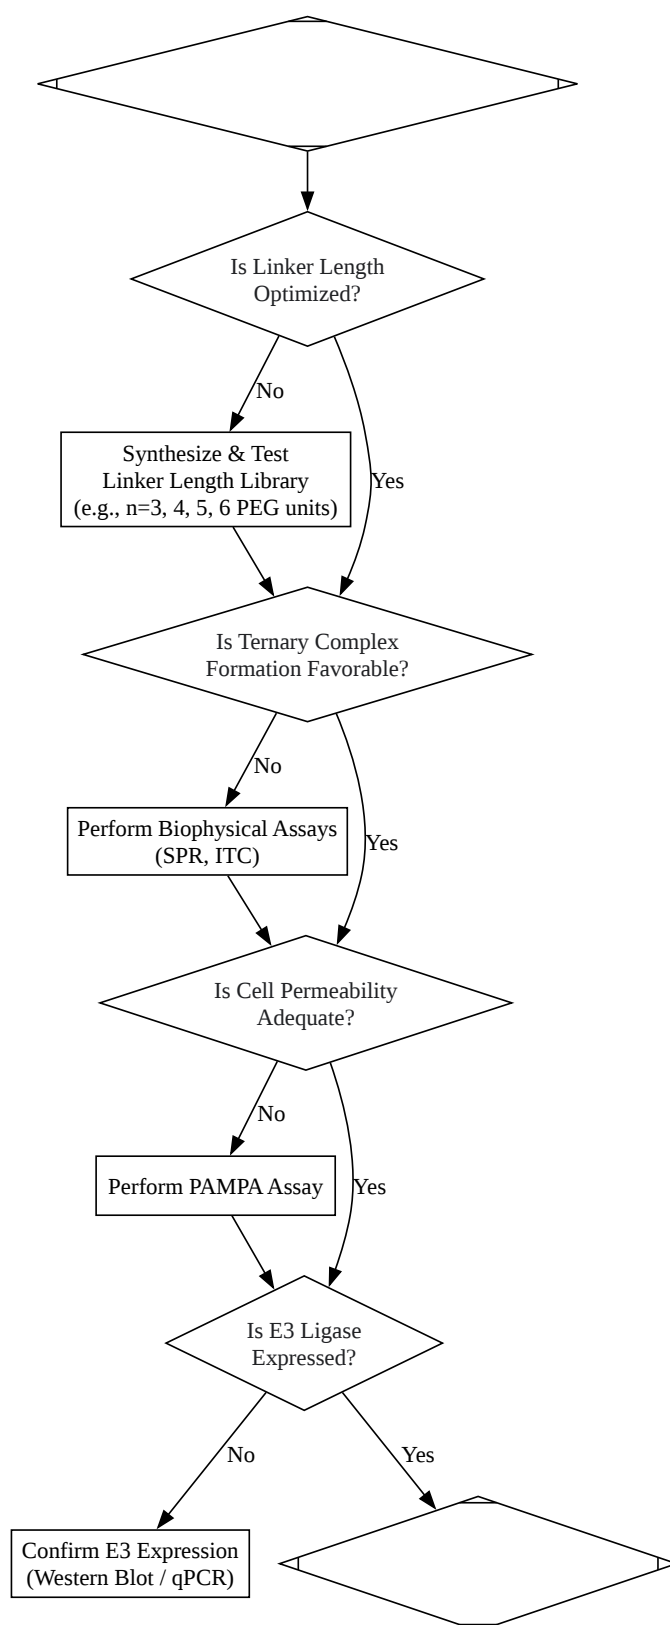 Is Linker Length
Optimized?
No
Synthesize & Test
Linker Length Library
(e.g., n=3, 4, 5, 6 PEG units)
Yes
Is Ternary Complex
Formation Favorable?
No
Perform Biophysical Assays
(SPR, ITC)
Yes
Is Cell Permeability
Adequate?
No
Perform PAMPA Assay
Yes
Is E3 Ligase
Expressed?
No
Yes
Confirm E3 Expression
(Western Blot / qPCR)